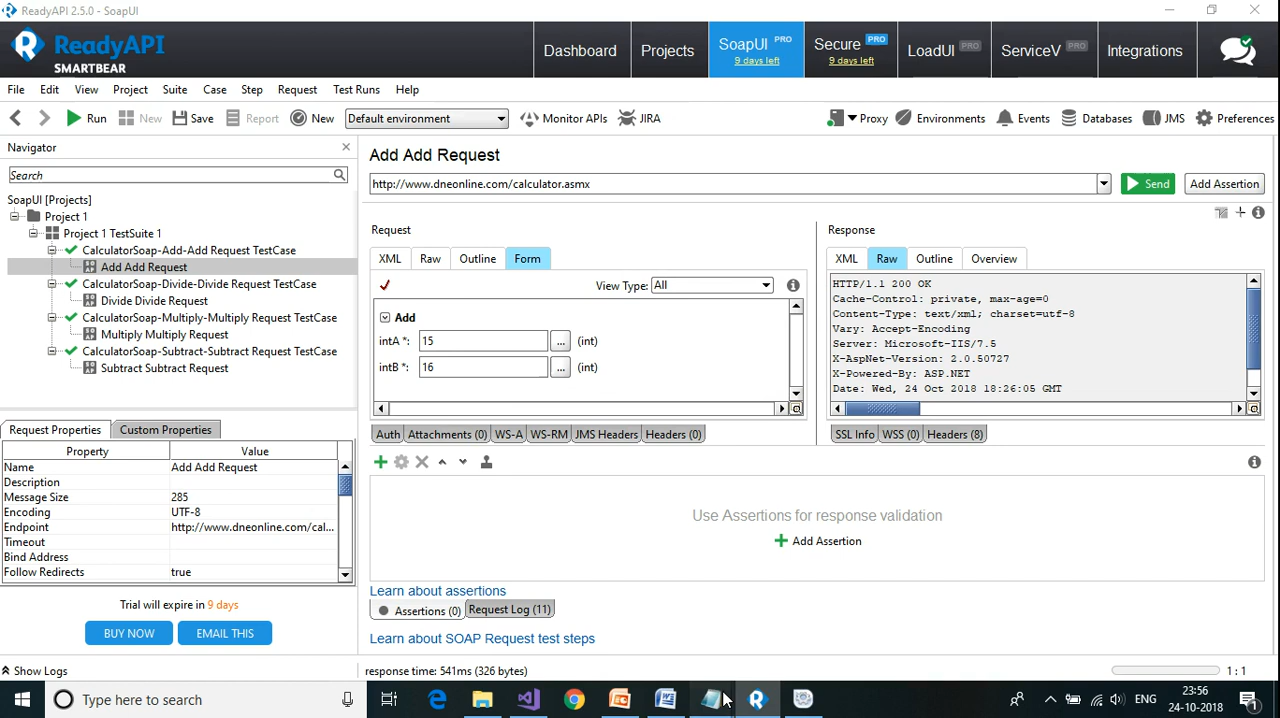 ReadyAPI 2.5.0 - SoapUI
ReadyAPI
SMARTBEAR
Dashboard
Projects
SoapUI PRO
9 days left
Secure PRO
9 days left
LoadUI PRO
ServiceV PRO
Integrations
File Edit View Project Suite Case Step Request Test Runs Help
Run New Save Report New Default environment Monitor APIs JIRA Proxy Environments Events Databases JMS Preferences
Navigator
Search
SoapUI [Projects]
Project 1
Project 1 TestSuite 1
CalculatorSoap-Add-Add Request TestCase
Add Add Request
CalculatorSoap-Divide-Divide Request TestCase
Divide Divide Request
CalculatorSoap-Multiply-Multiply Request TestCase
Multiply Multiply Request
CalculatorSoap-Subtract-Subtract Request TestCase
Subtract Subtract Request
Request Properties Custom Properties
Property Value
Name Add Add Request
Description
Message Size 285
Encoding UTF-8
Endpoint http://www.dneonline.com/cal...
Timeout
Bind Address
Follow Redirects true
Trial will expire in 9 days
BUY NOW EMAIL THIS
Show Logs
Add Add Request
http://www.dneonline.com/calculator.asmx
Send
Add Assertion
Request
XML Raw Outline Form
View Type: All
Add
intA *: 15 ... (int)
intB *: 16 ... (int)
Auth Attachments (0) WS-A WS-RM JMS Headers Headers (0)
Response
XML Raw Outline Overview
HTTP/1.1 200 OK
Cache-Control: private, max-age=0
Content-Type: text/xml; charset=utf-8
Vary: Accept-Encoding
Server: Microsoft-IIS/7.5
X-AspNet-Version: 2.0.50727
X-Powered-By: ASP.NET
Date: Wed, 24 Oct 2018 18:26:05 GMT
SSL Info WSS (0) Headers (8)
Use Assertions for response validation
Add Assertion
Learn about assertions
Assertions (0) Request Log (11)
Learn about SOAP Request test steps
response time: 541ms (326 bytes)
1 : 1
Type here to search
ENG
23:56
24-10-2018
1